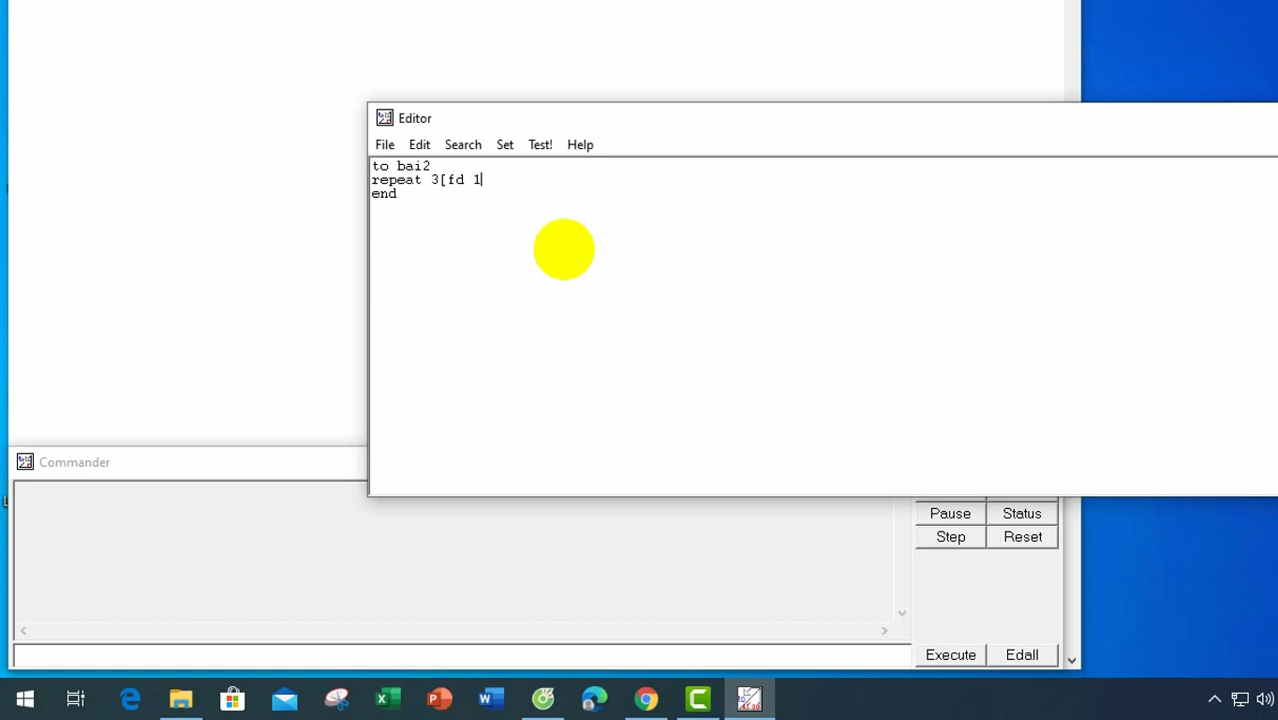 Editor
File Edit Search Set Test! Help
to bai2
repeat 3[fd 1
end
Commander
Pause Status
Step Reset
Execute Edall